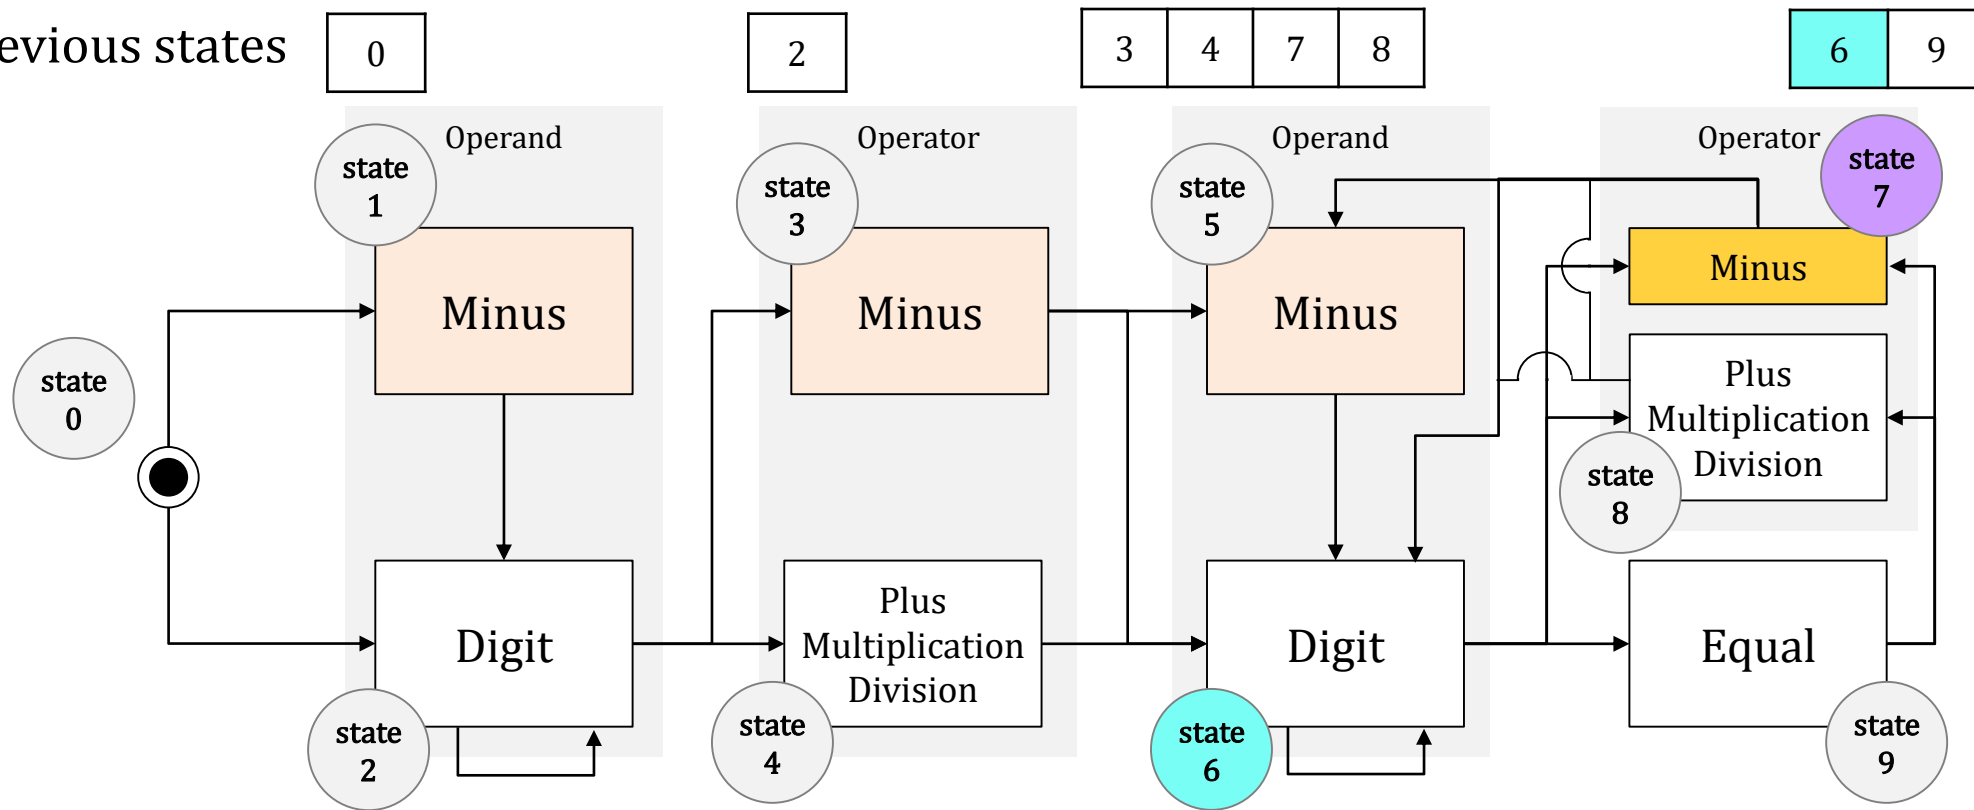 evious states
0
2
3 4 7 8
6 9
Operand
Operator
Operand
Operator
state
1
state
3
state
5
state
7
Minus
Minus
Minus
Minus
state
0
Plus
Multiplication
Division
state
8
Digit
Plus
Multiplication
Division
Digit
Equal
state
2
state
4
state
6
state
9